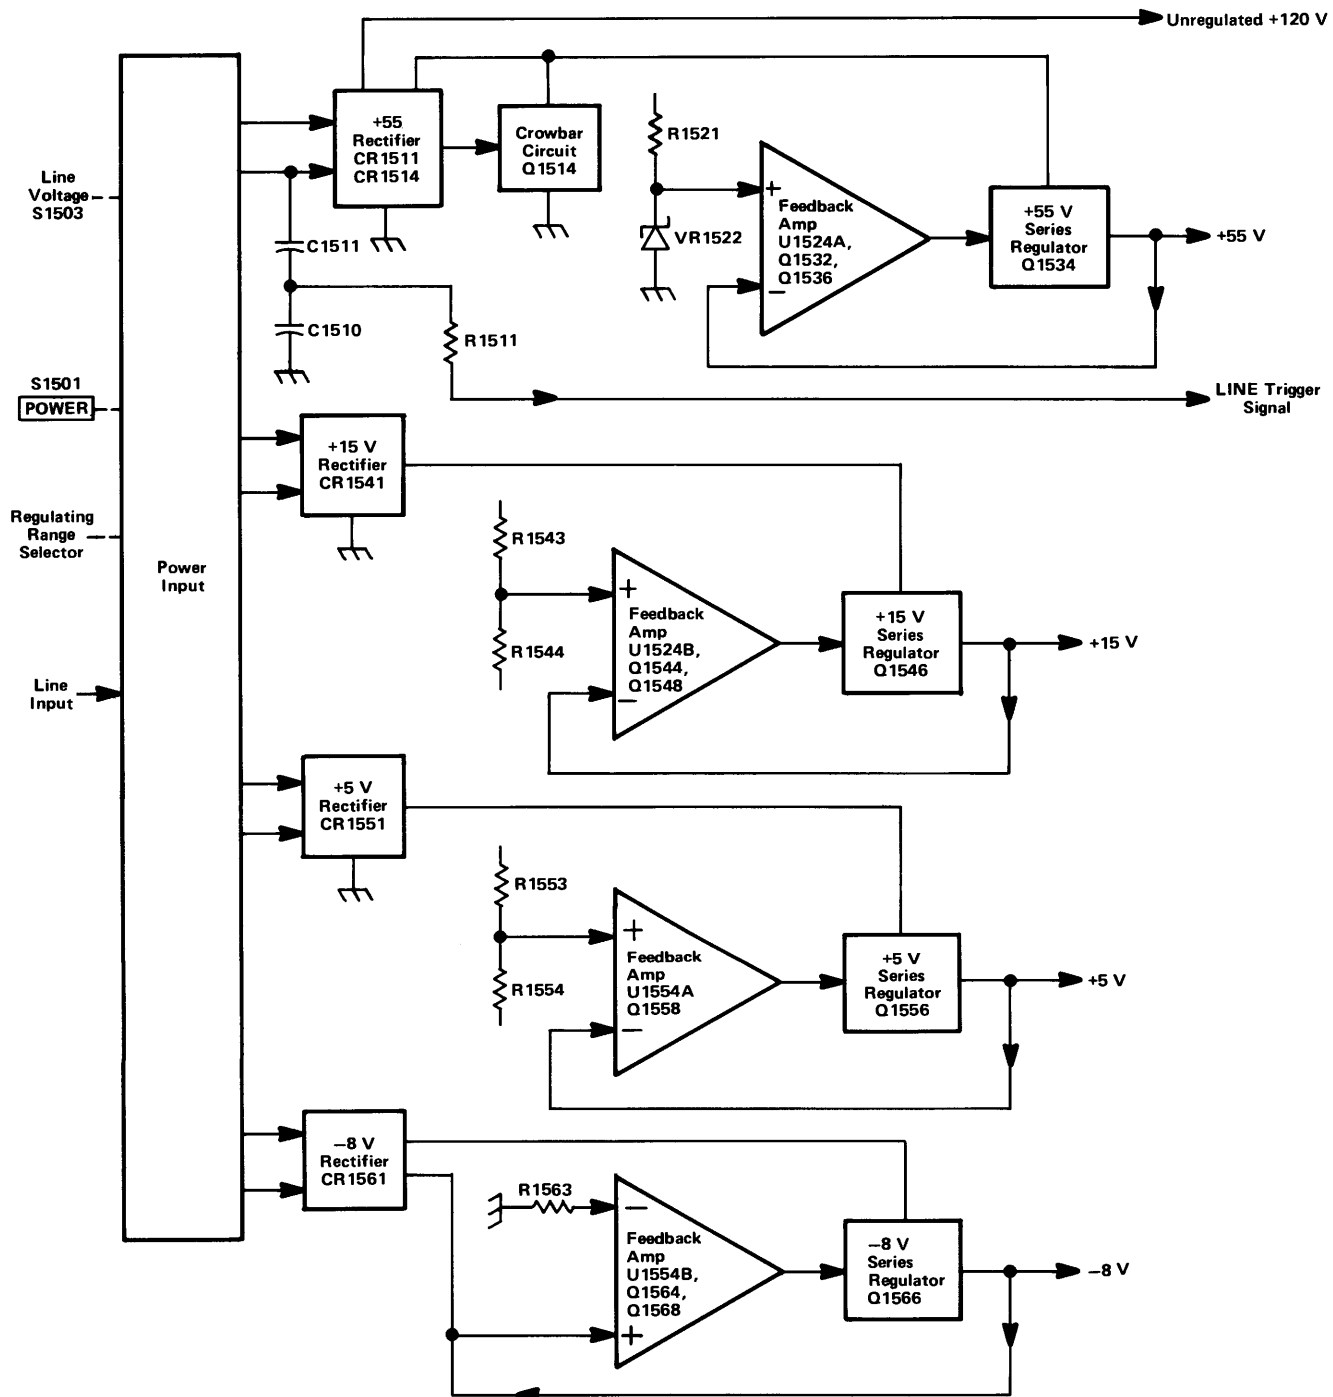 Unregulated +120 V
+55
Rectifier
CR1511
CR1514
Crowbar
Circuit
Q1514
R1521
VR1522
+
Feedback
Amp
U1524A,
Q1532,
Q1536
−
+55 V
Series
Regulator
Q1534
+55 V
Line
Voltage
S1503
C1511
C1510
R1511
LINE Trigger
Signal
S1501
POWER
Regulating
Range
Selector
Line
Input
Power
Input
+15 V
Rectifier
CR1541
R1543
R1544
+
Feedback
Amp
U1524B,
Q1544,
Q1548
−
+15 V
Series
Regulator
Q1546
+15 V
+5 V
Rectifier
CR1551
R1553
R1554
+
Feedback
Amp
U1554A
Q1558
−
+5 V
Series
Regulator
Q1556
+5 V
−8 V
Rectifier
CR1561
R1563
−
Feedback
Amp
U1554B,
Q1564,
Q1568
+
−8 V
Series
Regulator
Q1566
−8 V